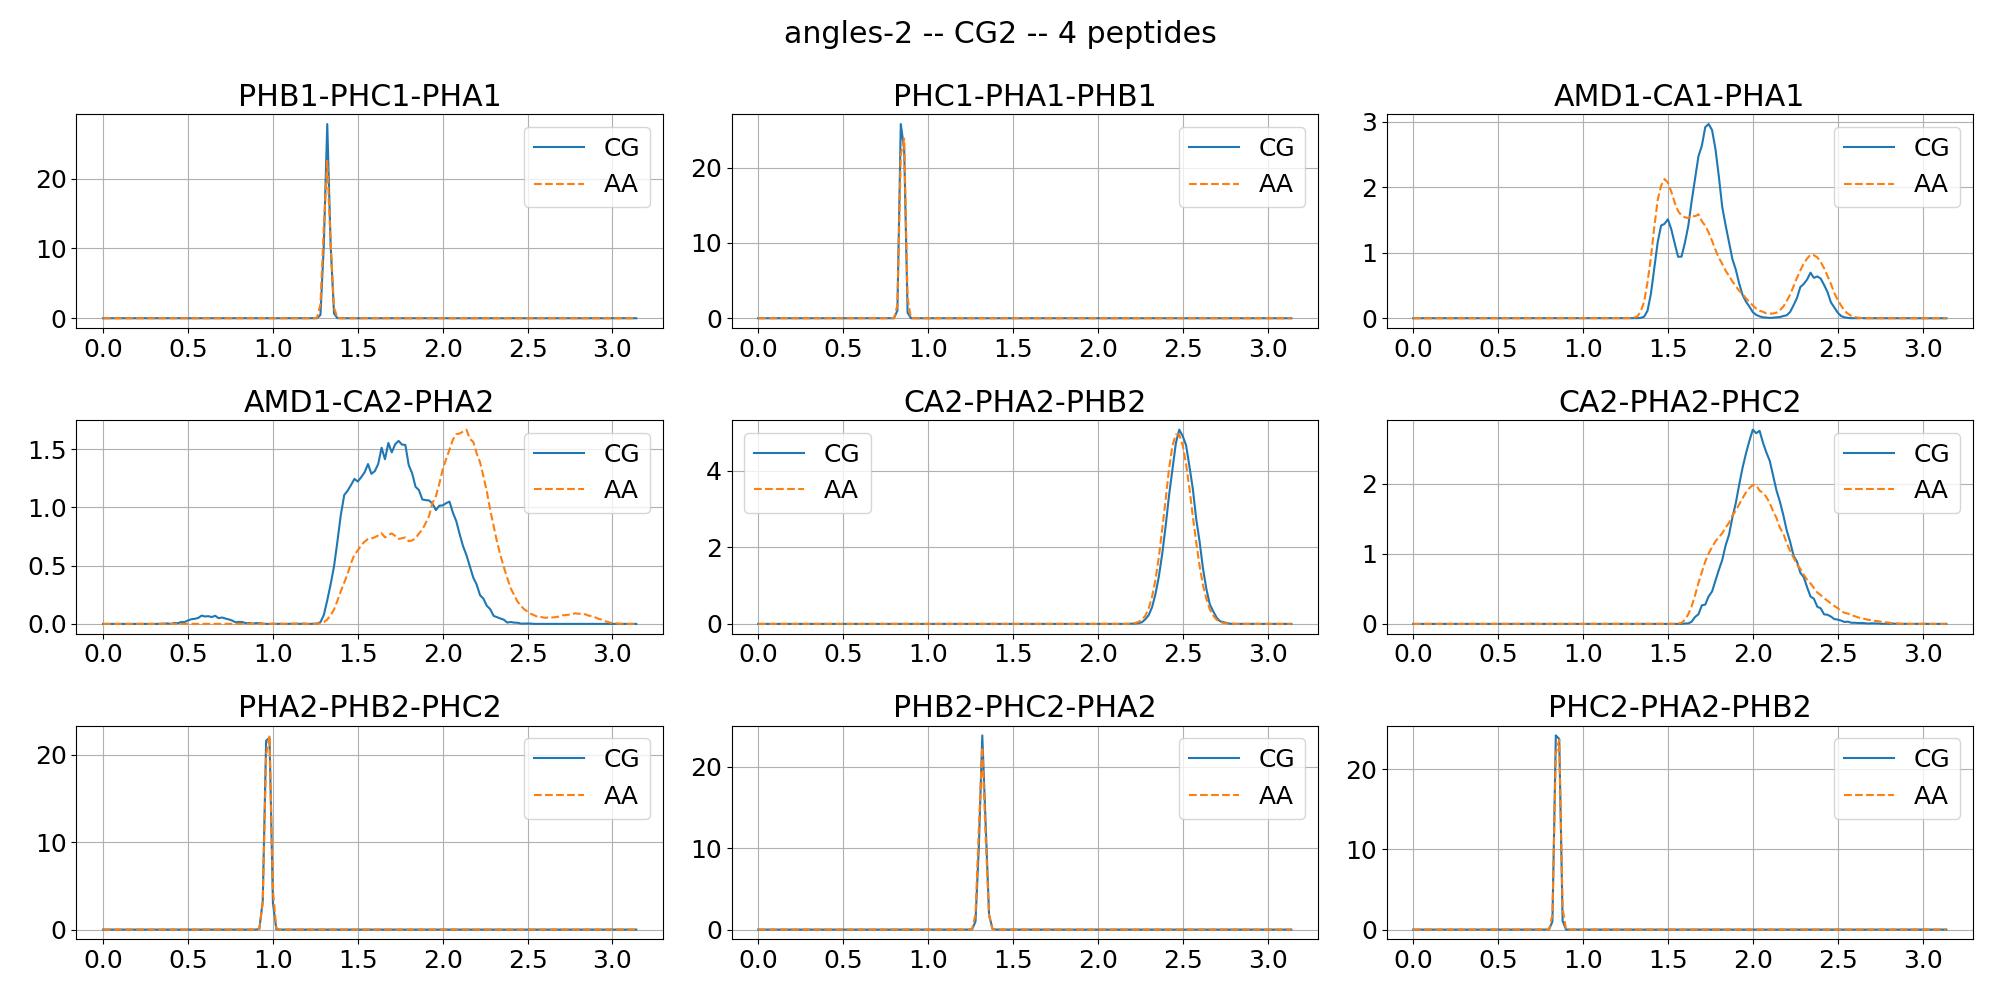 angles-2 -- CG2 -- 4 peptides
PHB1-PHC1-PHA1
CG
AA
20
10
0
0.0 0.5 1.0 1.5 2.0 2.5 3.0
PHC1-PHA1-PHB1
CG
AA
20
10
0
0.0 0.5 1.0 1.5 2.0 2.5 3.0
AMD1-CA1-PHA1
CG
AA
3
2
1
0
0.0 0.5 1.0 1.5 2.0 2.5 3.0
AMD1-CA2-PHA2
CG
AA
1.5
1.0
0.5
0.0
0.0 0.5 1.0 1.5 2.0 2.5 3.0
CA2-PHA2-PHB2
CG
AA
4
2
0
0.0 0.5 1.0 1.5 2.0 2.5 3.0
CA2-PHA2-PHC2
CG
AA
2
1
0
0.0 0.5 1.0 1.5 2.0 2.5 3.0
PHA2-PHB2-PHC2
CG
AA
20
10
0
0.0 0.5 1.0 1.5 2.0 2.5 3.0
PHB2-PHC2-PHA2
CG
AA
20
10
0
0.0 0.5 1.0 1.5 2.0 2.5 3.0
PHC2-PHA2-PHB2
CG
AA
20
10
0
0.0 0.5 1.0 1.5 2.0 2.5 3.0